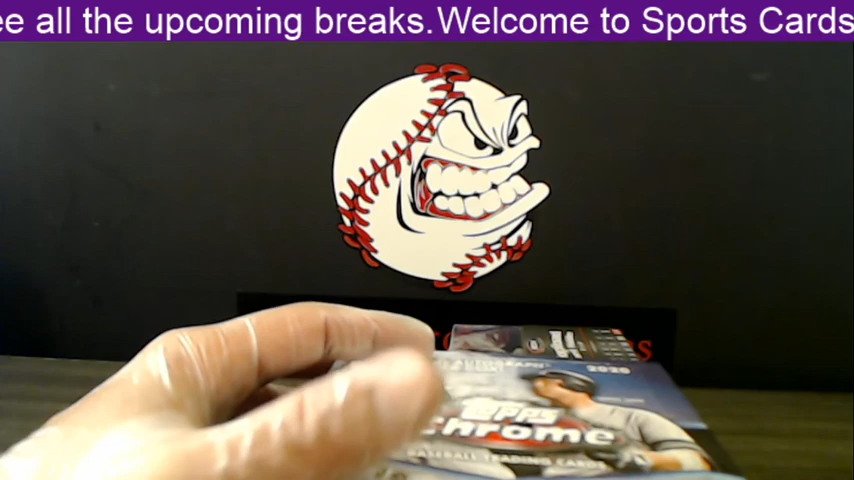 ee all the upcoming breaks.Welcome to Sports Cards
2020
TOPPS
Chrome
BASEBALL TRADING CARDS